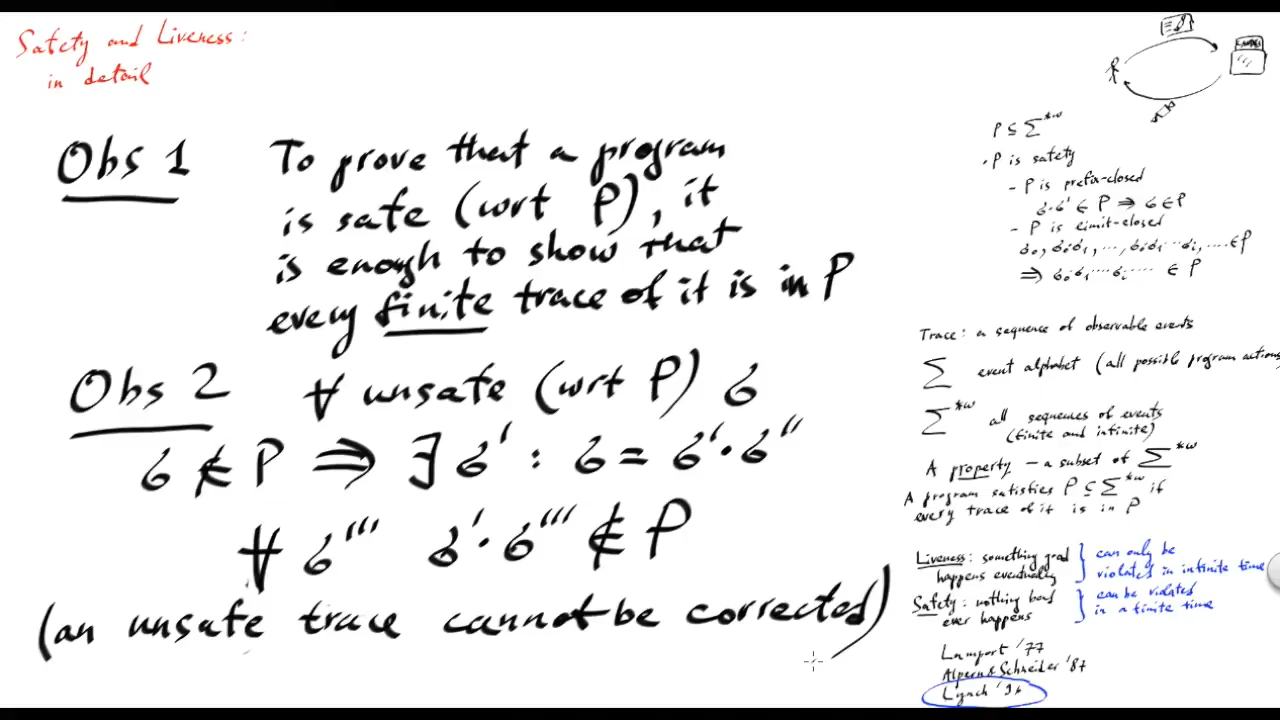 Safety and Liveness:
in detail
Obs 1 To prove that a program
is safe (wrt P), it
is enough to show that
every finite trace of it is in P
Obs 2 ∀ unsafe (wrt P) σ
σ ∉ P ⇒ ∃ σ' : σ = σ'·σ''
∀ σ''' σ'·σ''' ∉ P
(an unsafe trace cannot be corrected)
P ⊆ Σ*ω
· P is safety
- P is prefix-closed
σ·σ' ∈ P ⇒ σ ∈ P
- P is limit-closed
σ₀, σ₀σ₁, ..., σ₀σ₁...σᵢ, .... ∈ P
⇒ σ₀σ₁....σᵢ..... ∈ P
Trace: a sequence of observable events
Σ event alphabet (all possible program actions
Σ*ω all sequences of events
(finite and infinite)
A property - a subset of Σ*ω
A program satisfies P ⊆ Σ*ω if
every trace of it is in P
Liveness: something good
happens eventually
can only be
violated in infinite time
Safety: nothing bad
ever happens
can be violated
in a finite time
Lamport '77
Alpern & Schneider '87
Lynch '96